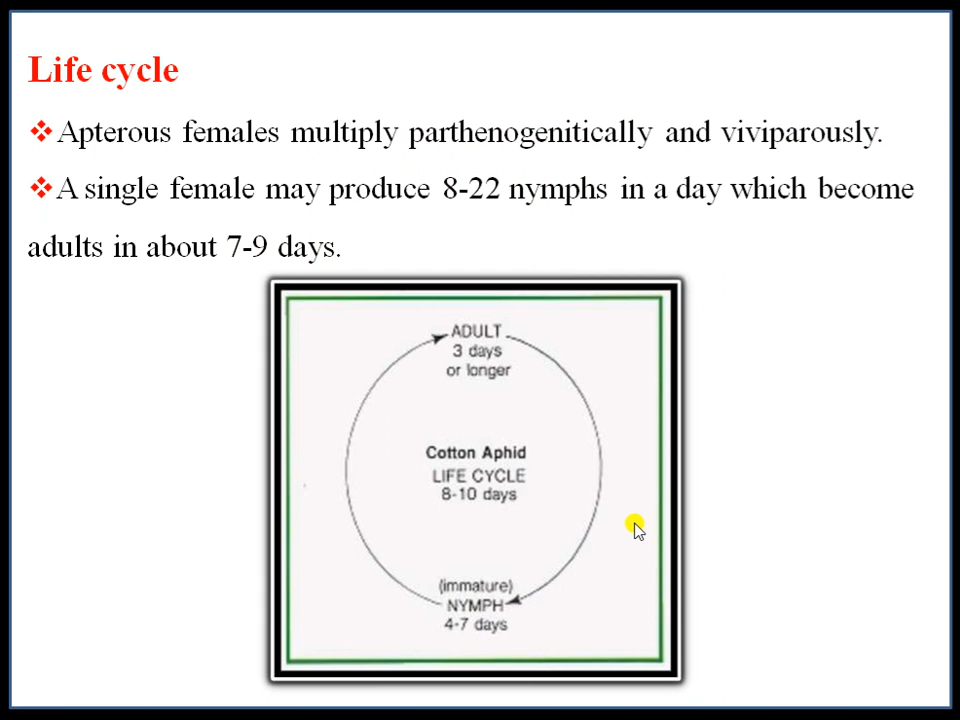 Life cycle
❖Apterous females multiply parthenogenitically and viviparously.
❖A single female may produce 8-22 nymphs in a day which become
adults in about 7-9 days.
ADULT
3 days
or longer
Cotton Aphid
LIFE CYCLE
8-10 days
(immature)
NYMPH
4-7 days